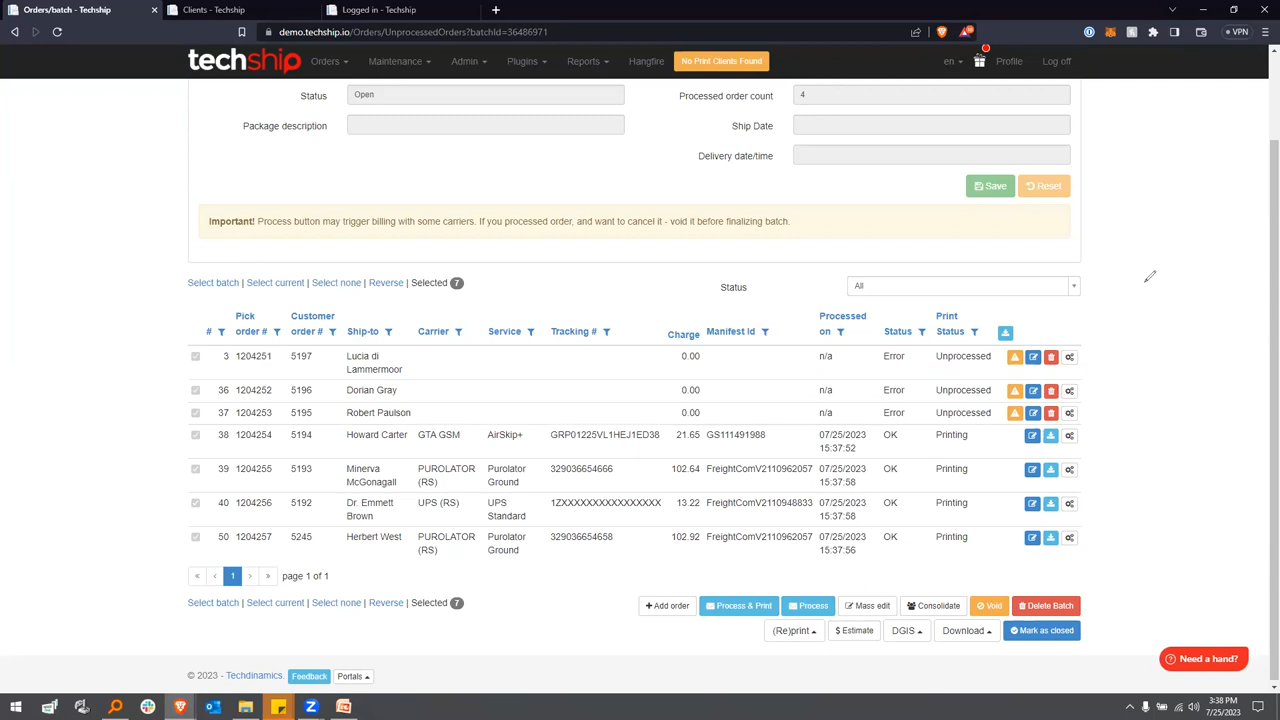 Orders/batch - Techship
Clients - Techship
Logged in - Techship
demo.techship.io/Orders/UnprocessedOrders?batchId=36486971
VPN
techship
Orders
Maintenance
Admin
Plugins
Reports
Hangfire
No Print Clients Found
en
Profile
Log off
Status
Open
Processed order count
4
Package description
Ship Date
Delivery date/time
Save
Reset
Important! Process button may trigger billing with some carriers. If you processed order, and want to cancel it - void it before finalizing batch.
Select batch | Select current | Select none | Reverse | Selected 7
Status
All
# Pick order # Customer order # Ship-to Carrier Service Tracking # Charge Manifest Id Processed on Status Print Status
3 1204251 5197 Lucia di Lammermoor 0.00 n/a Error Unprocessed
36 1204252 5196 Dorian Gray 0.00 n/a Error Unprocessed
37 1204253 5195 Robert Paulson 0.00 n/a Error Unprocessed
38 1204254 5194 Howard Carter GTA GSM AirSkip+ GRP01225VL1HEJ1ED38 21.65 GS111491988 07/25/2023 15:37:52 OK Printing
39 1204255 5193 Minerva McGonagall PUROLATOR (RS) Purolator Ground 329036654666 102.64 FreightComV2110962057 07/25/2023 15:37:58 OK Printing
40 1204256 5192 Dr. Emmett Brown UPS (RS) UPS Standard 1ZXXXXXXXXXXXXXXXX 13.22 FreightComV2110948833 07/25/2023 15:37:58 OK Printing
50 1204257 5245 Herbert West PUROLATOR (RS) Purolator Ground 329036654658 102.92 FreightComV2110962057 07/25/2023 15:37:56 OK Printing
« ‹ 1 › » page 1 of 1
Select batch | Select current | Select none | Reverse | Selected 7
Add order
Process & Print
Process
Mass edit
Consolidate
Void
Delete Batch
(Re)print
$ Estimate
DGIS
Download
Mark as closed
Need a hand?
© 2023 - Techdinamics.
Feedback
Portals
3:38 PM
7/25/2023